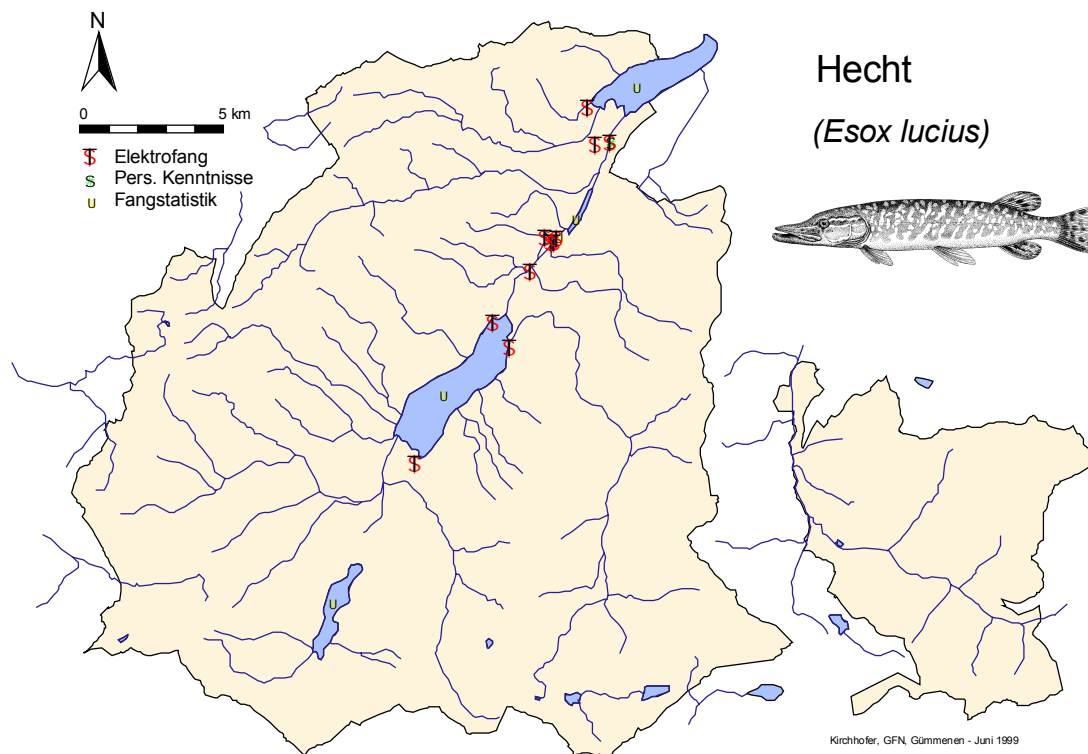 N
Hecht
(Esox lucius)
0 5 km
$ Elektrofang
S Pers. Kenntnisse
U Fangstatistik
U
$
$ $
U
$ $
$
$
$
U
$
U
Kirchhofer, GFN, Gümmenen - Juni 1999